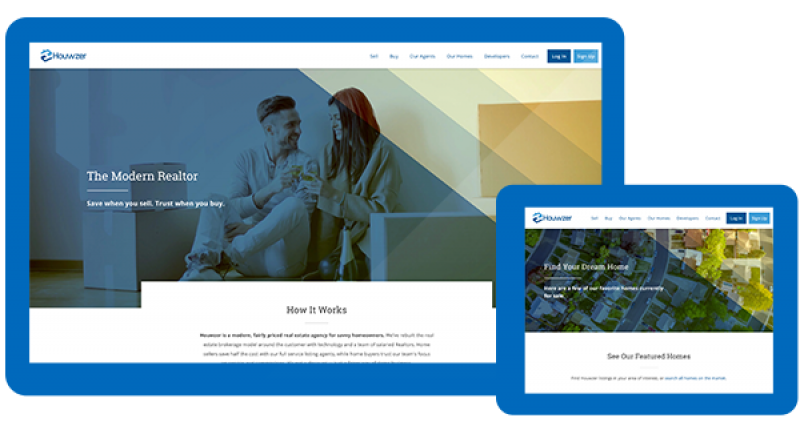 Houwzer
Sell Buy Our Agents Our Homes Developers Contact Log In Sign Up
The Modern Realtor
Save when you sell. Trust when you buy.
How It Works
Houwzer is a modern, fairly priced real estate agency for savvy homeowners. We've rebuilt the real
estate brokerage model around the customer with technology and a team of salaried Realtors. Home
sellers save half the cost with our full service listing agents, while home buyers trust our team's focus
Houwzer
Sell Buy Our Agents Our Homes Developers Contact Log In Sign Up
Find Your Dream Home
Here are a few of our favorite homes currently
for sale.
See Our Featured Homes
Find Houwzer listings in your area of interest, or search all homes on the market.